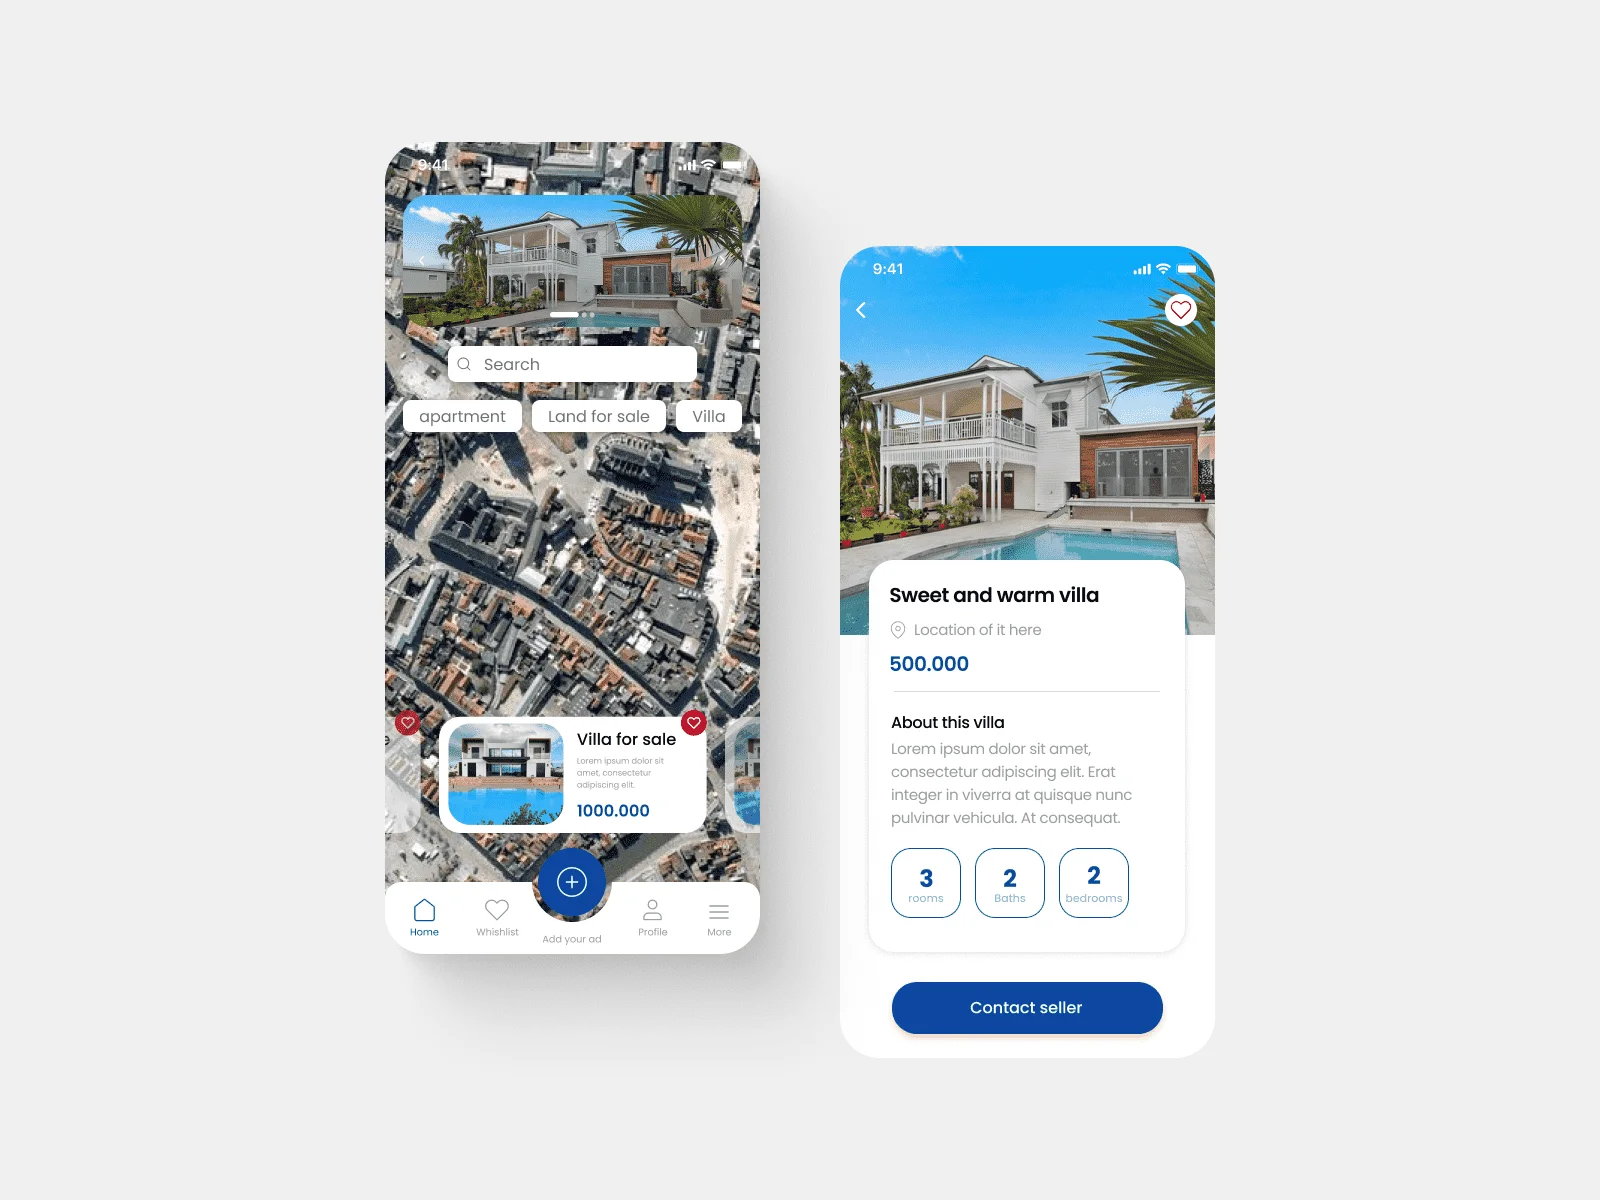 9:41
Search
apartment
Land for sale
Villa
e
Villa for sale
Lorem ipsum dolor sit
amet, consectetur
adipiscing elit.
1000.000
Home
Whishlist
Add your ad
Profile
More
9:41
Sweet and warm villa
Location of it here
500.000
About this villa
Lorem ipsum dolor sit amet,
consectetur adipiscing elit. Erat
integer in viverra at quisque nunc
pulvinar vehicula. At consequat.
3
rooms
2
Baths
2
bedrooms
Contact seller